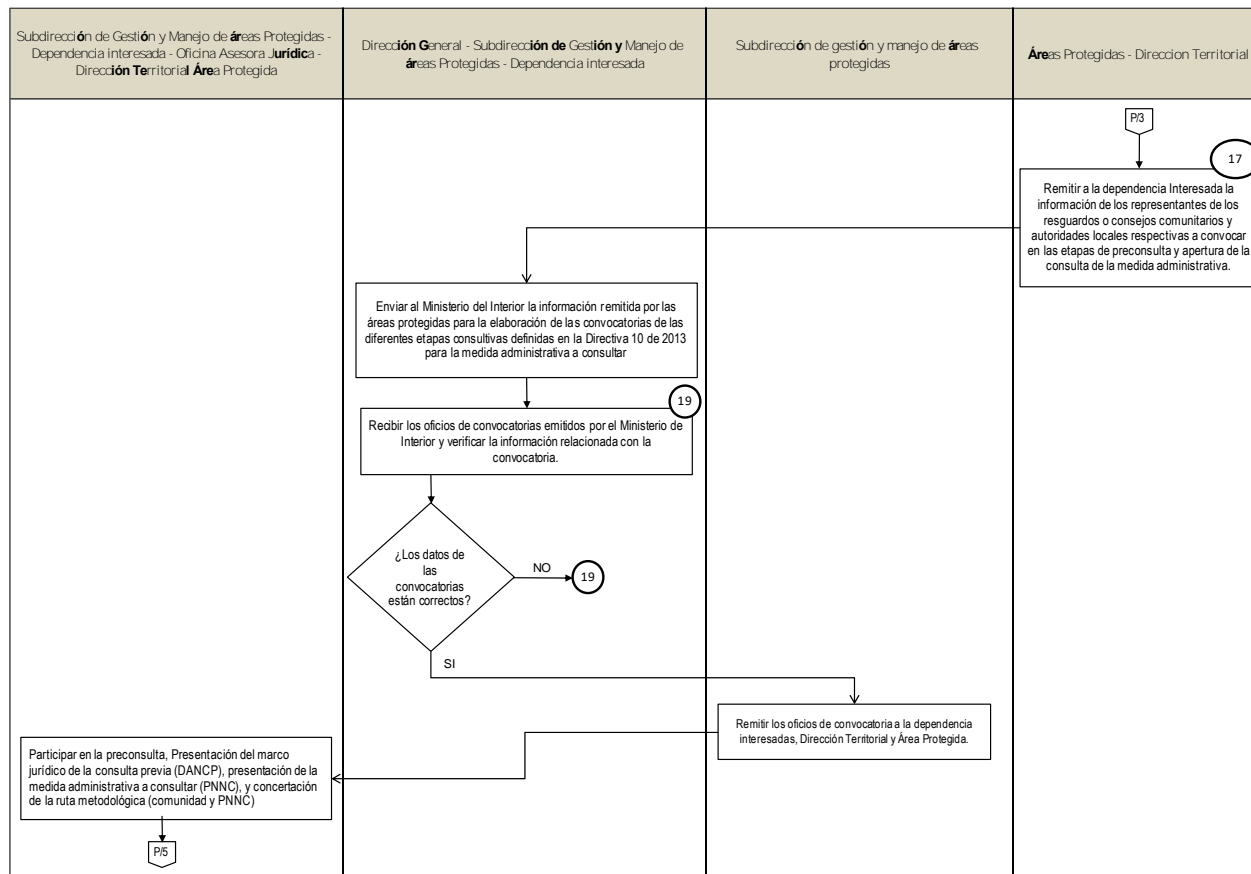 Subdirección de Gestión y Manejo de áreas Protegidas -
Dependencia interesada - Oficina Asesora Jurídica -
Dirección Territorial Área Protegida
Dirección General - Subdirección de Gestión y Manejo de
áreas Protegidas - Dependencia interesada
Subdirección de gestión y manejo de áreas
protegidas
Áreas Protegidas - Direccion Territorial
P/3
17
Remitir a la dependencia Interesada la
información de los representantes de los
resguardos o consejos comunitarios y
autoridades locales respectivas a convocar
en las etapas de preconsulta y apertura de la
consulta de la medida administrativa.
Enviar al Ministerio del Interior la información remitida por las
áreas protegidas para la elaboración de las convocatorias de las
diferentes etapas consultivas definidas en la Directiva 10 de 2013
para la medida administrativa a consultar
19
Recibir los oficios de convocatorias emitidos por el Ministerio de
Interior y verificar la información relacionada con la
convocatoria.
¿Los datos de
las
convocatorias
están correctos?
NO
19
SI
Remitir los oficios de convocatoria a la dependencia
interesadas, Dirección Territorial y Área Protegida.
Participar en la preconsulta, Presentación del marco
jurídico de la consulta previa (DANCP), presentación de la
medida administrativa a consultar (PNNC), y concertación
de la ruta metodológica (comunidad y PNNC)
P/5